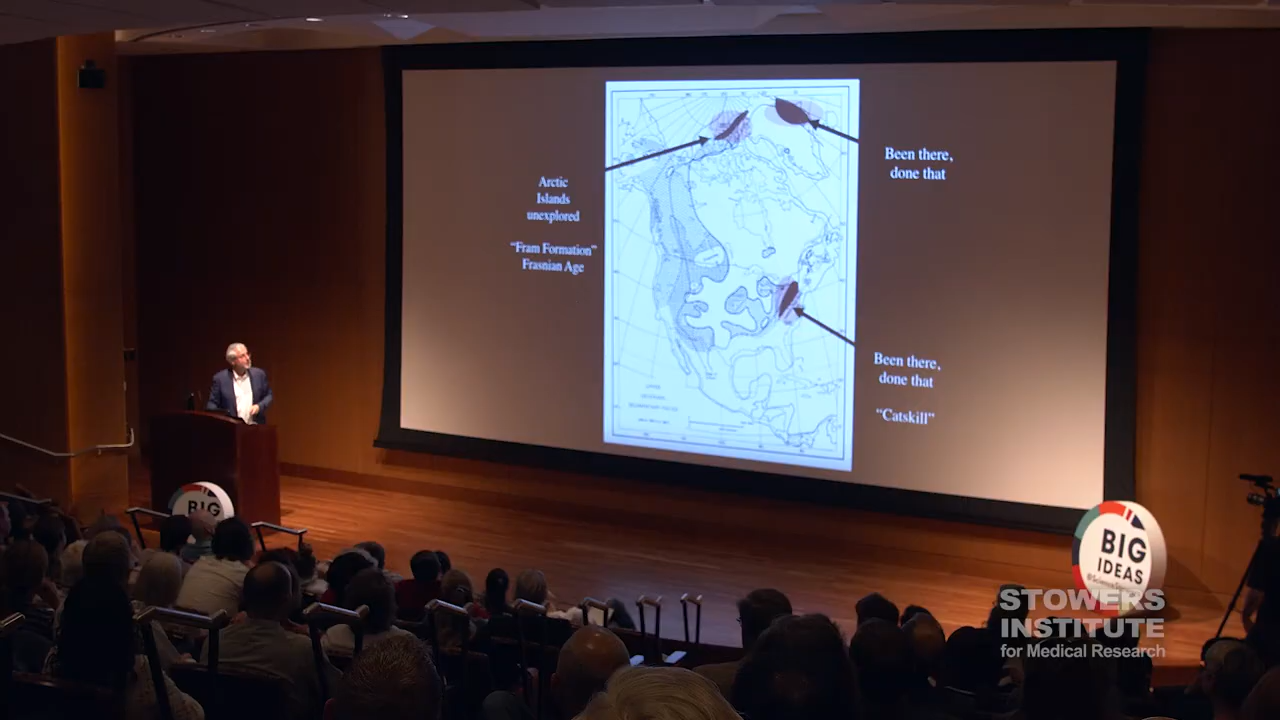 Arctic
Islands
unexplored
"Fram Formation"
Frasnian Age
Been there,
done that
Been there,
done that
"Catskill"
BIG
BIG
IDEAS
STOWERS
INSTITUTE
for Medical Research